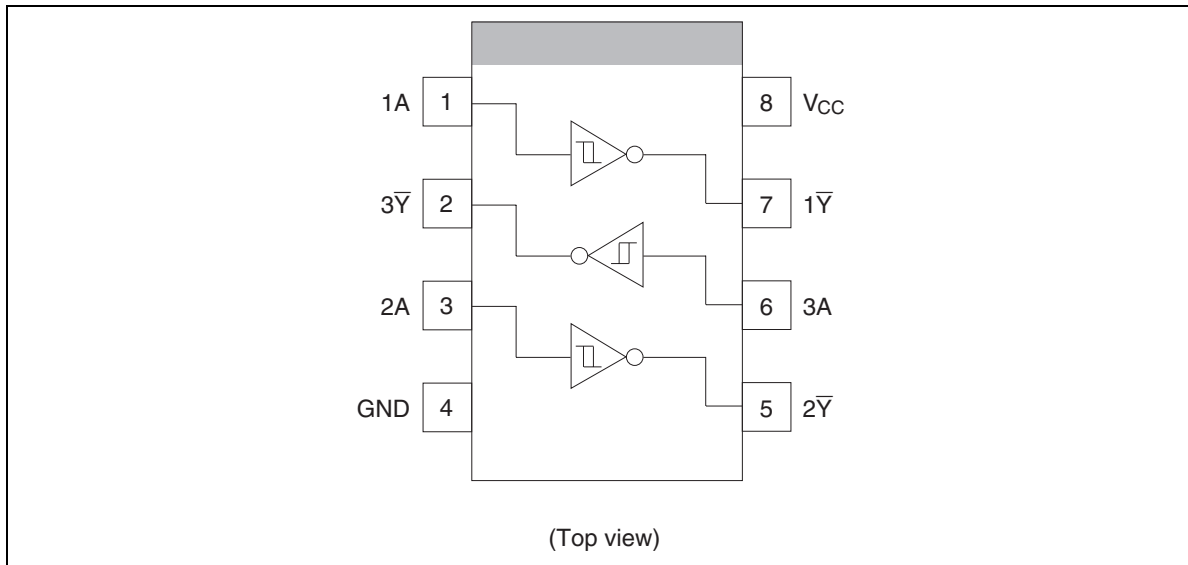 1A 1 8 VCC
3Y̅ 2 7 1Y̅
2A 3 6 3A
GND 4 5 2Y̅
(Top view)